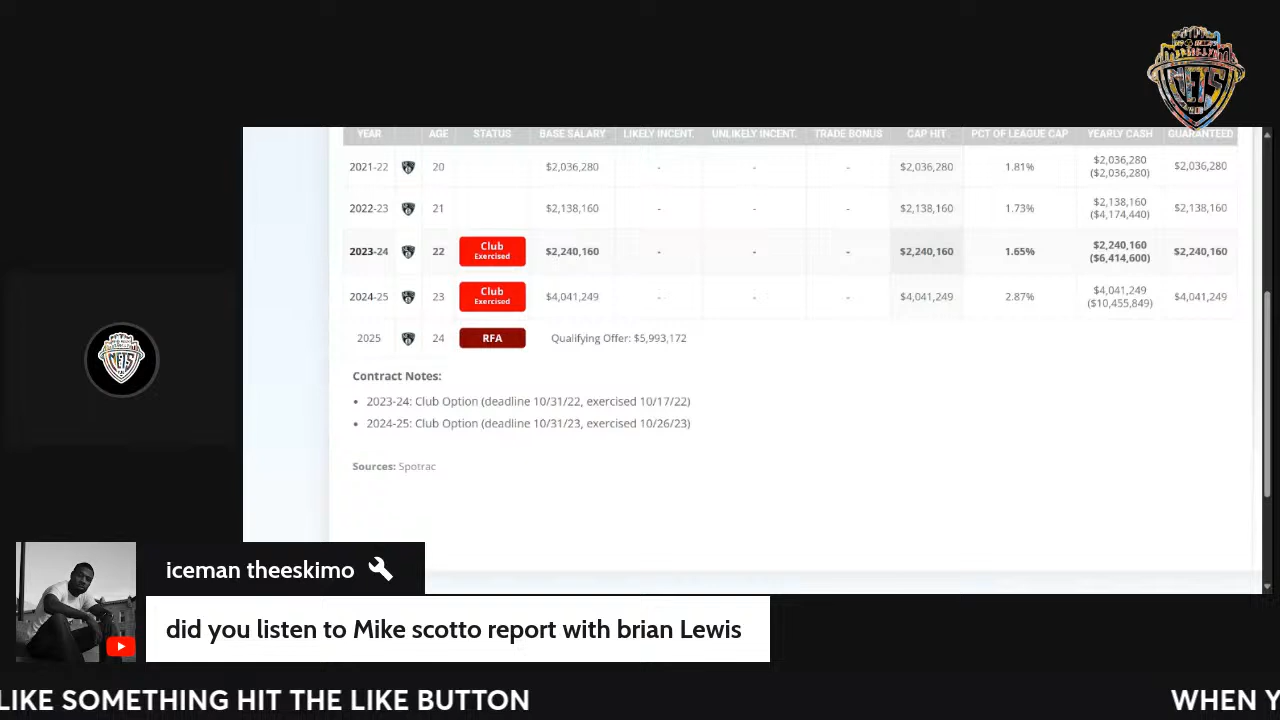 YEAR AGE STATUS BASE SALARY LIKELY INCENT. UNLIKELY INCENT. TRADE BONUS CAP HIT PCT OF LEAGUE CAP YEARLY CASH GUARANTEED
2021-22 20 $2,036,280 - - - $2,036,280 1.81% $2,036,280 ($2,036,280) $2,036,280
2022-23 21 $2,138,160 - - - $2,138,160 1.73% $2,138,160 ($4,174,440) $2,138,160
2023-24 22 Club Exercised $2,240,160 - - - $2,240,160 1.65% $2,240,160 ($6,414,600) $2,240,160
2024-25 23 Club Exercised $4,041,249 - - - $4,041,249 2.87% $4,041,249 ($10,455,849) $4,041,249
2025 24 RFA Qualifying Offer: $5,993,172
Contract Notes:
• 2023-24: Club Option (deadline 10/31/22, exercised 10/17/22)
• 2024-25: Club Option (deadline 10/31/23, exercised 10/26/23)
Sources: Spotrac
NETS
iceman theeskimo
did you listen to Mike scotto report with brian Lewis
LIKE SOMETHING HIT THE LIKE BUTTON
WHEN Y